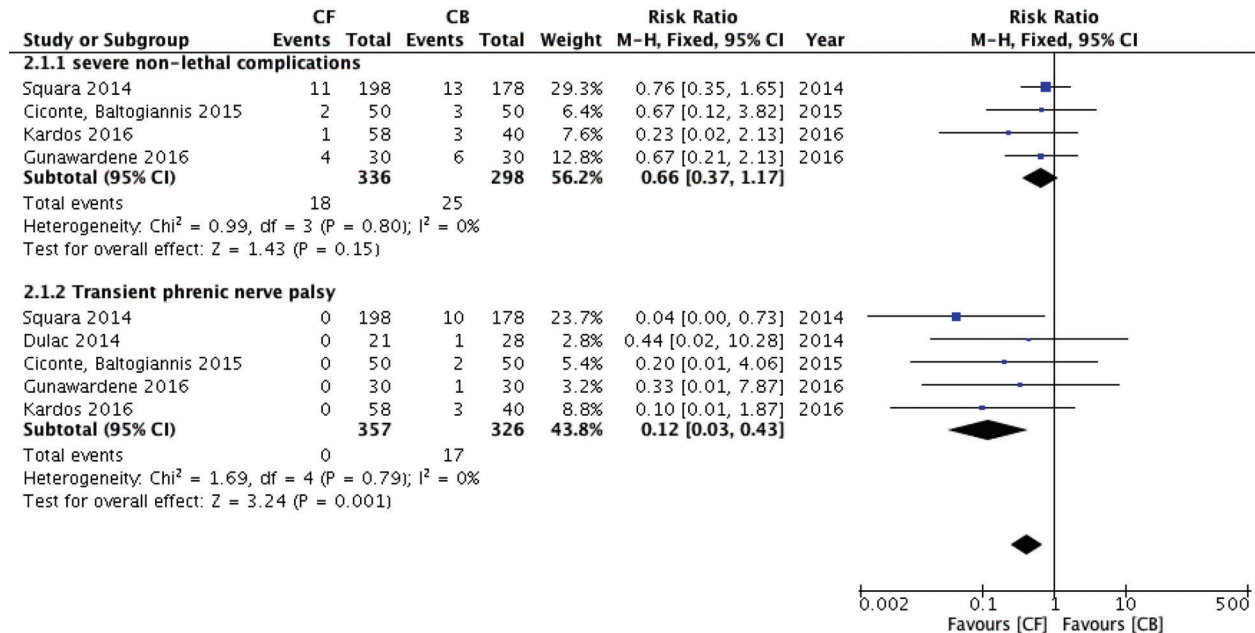 CF CB Risk Ratio Risk Ratio
Study or Subgroup Events Total Events Total Weight M-H, Fixed, 95% CI Year M-H, Fixed, 95% CI
2.1.1 severe non-lethal complications
Squara 2014 11 198 13 178 29.3% 0.76 [0.35, 1.65] 2014
Ciconte, Baltogiannis 2015 2 50 3 50 6.4% 0.67 [0.12, 3.82] 2015
Kardos 2016 1 58 3 40 7.6% 0.23 [0.02, 2.13] 2016
Gunawardene 2016 4 30 6 30 12.8% 0.67 [0.21, 2.13] 2016
Subtotal (95% CI) 336 298 56.2% 0.66 [0.37, 1.17]
Total events 18 25
Heterogeneity: Chi² = 0.99, df = 3 (P = 0.80); I² = 0%
Test for overall effect: Z = 1.43 (P = 0.15)
2.1.2 Transient phrenic nerve palsy
Squara 2014 0 198 10 178 23.7% 0.04 [0.00, 0.73] 2014
Dulac 2014 0 21 1 28 2.8% 0.44 [0.02, 10.28] 2014
Ciconte, Baltogiannis 2015 0 50 2 50 5.4% 0.20 [0.01, 4.06] 2015
Gunawardene 2016 0 30 1 30 3.2% 0.33 [0.01, 7.87] 2016
Kardos 2016 0 58 3 40 8.8% 0.10 [0.01, 1.87] 2016
Subtotal (95% CI) 357 326 43.8% 0.12 [0.03, 0.43]
Total events 0 17
Heterogeneity: Chi² = 1.69, df = 4 (P = 0.79); I² = 0%
Test for overall effect: Z = 3.24 (P = 0.001)
0.002 0.1 1 10 500
Favours [CF] Favours [CB]